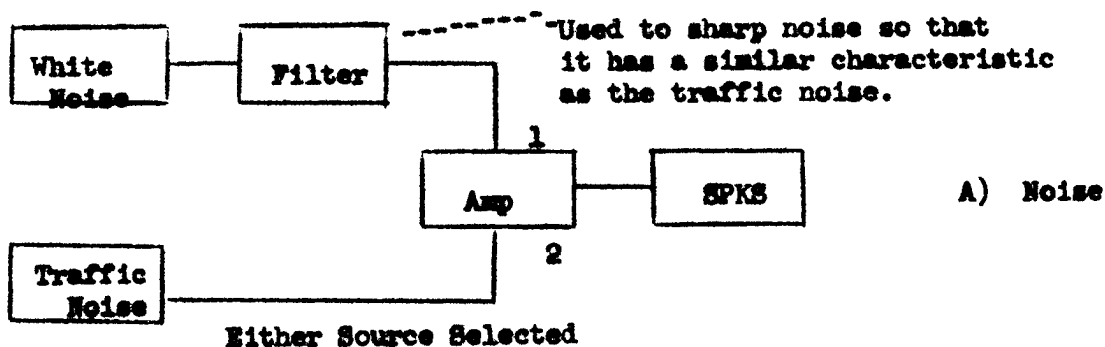 Used to sharp noise so that
it has a similar characteristic
as the traffic noise.
White
Noise
Filter
1
Amp
SPKS
A) Noise
2
Traffic
Noise
Either Source Selected